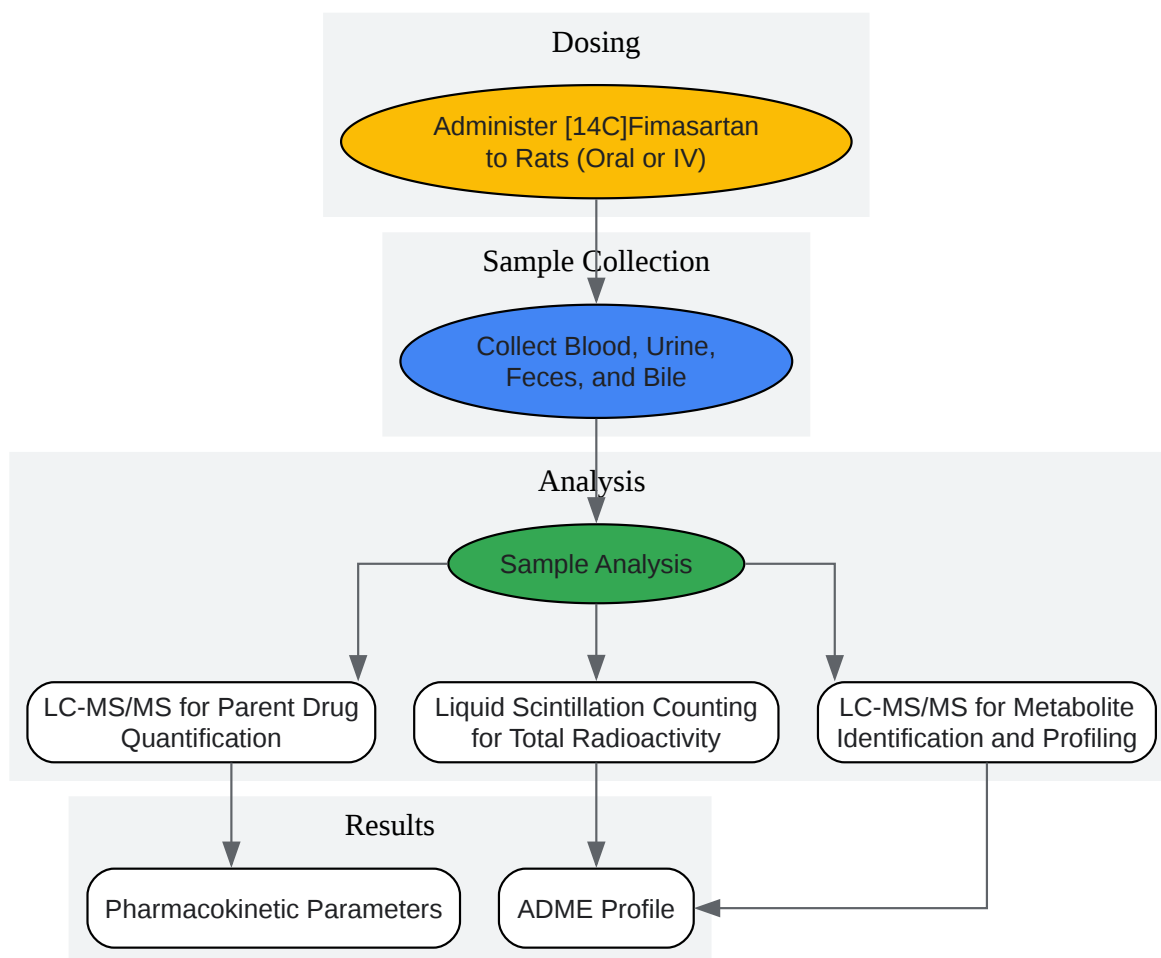 Dosing
Administer [14C]Fimasartan
to Rats (Oral or IV)
Sample Collection
Collect Blood, Urine,
Feces, and Bile
Analysis
Sample Analysis
LC-MS/MS for Parent Drug
Quantification
Liquid Scintillation Counting
for Total Radioactivity
LC-MS/MS for Metabolite
Identification and Profiling
Results
Pharmacokinetic Parameters
ADME Profile